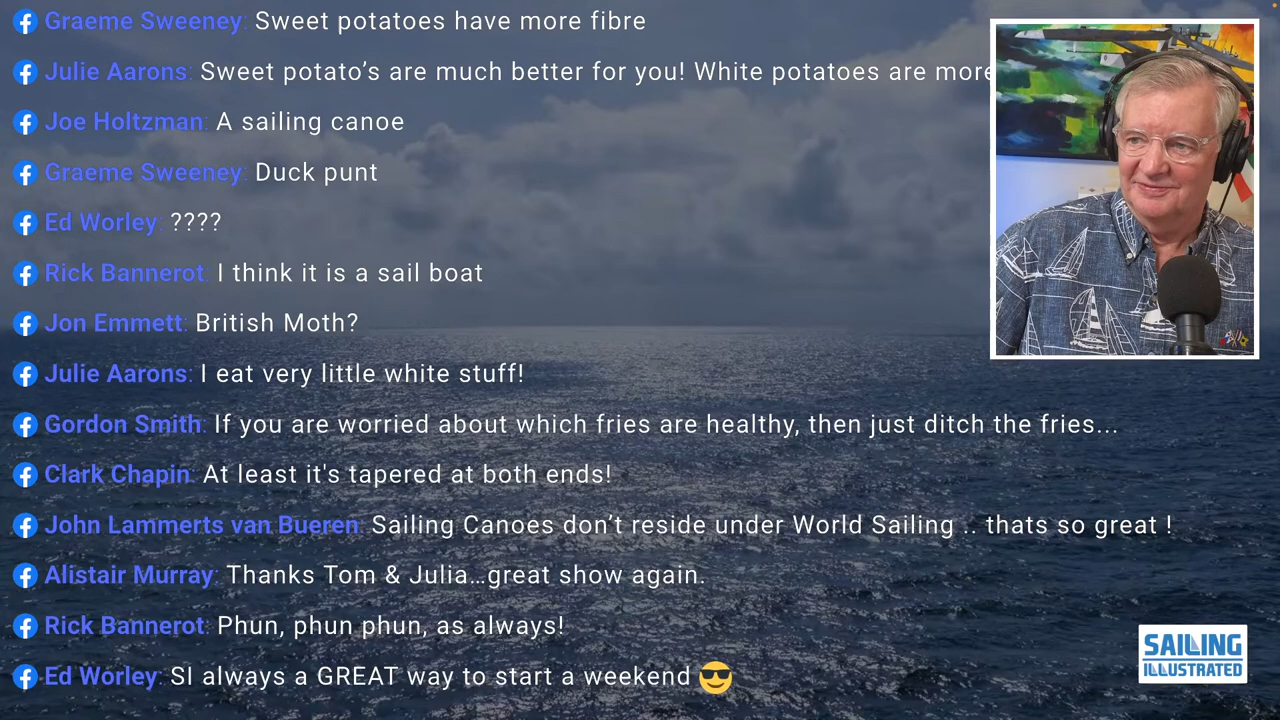 Graeme Sweeney: Sweet potatoes have more fibre
Julie Aarons: Sweet potato’s are much better for you! White potatoes are more
Joe Holtzman: A sailing canoe
Graeme Sweeney: Duck punt
Ed Worley: ????
Rick Bannerot: I think it is a sail boat
Jon Emmett: British Moth?
Julie Aarons: I eat very little white stuff!
Gordon Smith: If you are worried about which fries are healthy, then just ditch the fries...
Clark Chapin: At least it's tapered at both ends!
John Lammerts van Bueren: Sailing Canoes don’t reside under World Sailing .. thats so great !
Alistair Murray: Thanks Tom & Julia…great show again.
Rick Bannerot: Phun, phun phun, as always!
Ed Worley: SI always a GREAT way to start a weekend 😎
SAILING
ILLUSTRATED